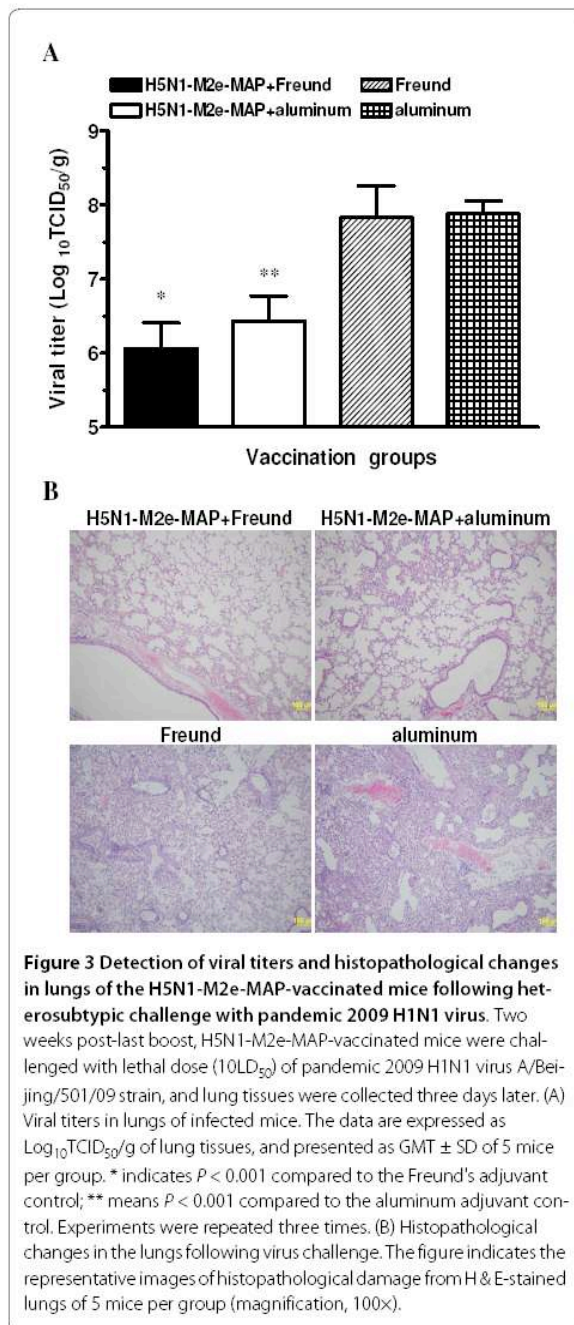 A
H5N1-M2e-MAP+Freund Freund
H5N1-M2e-MAP+aluminum aluminum
Viral titer (Log 10TCID50/g)
9
8
7
6
5
*
**
Vaccination groups
B
H5N1-M2e-MAP+Freund H5N1-M2e-MAP+aluminum
Freund aluminum
Figure 3 Detection of viral titers and histopathological changes
in lungs of the H5N1-M2e-MAP-vaccinated mice following het-
erosubtypic challenge with pandemic 2009 H1N1 virus. Two
weeks post-last boost, H5N1-M2e-MAP-vaccinated mice were chal-
lenged with lethal dose (10LD50) of pandemic 2009 H1N1 virus A/Bei-
jing/501/09 strain, and lung tissues were collected three days later. (A)
Viral titers in lungs of infected mice. The data are expressed as
Log10TCID50/g of lung tissues, and presented as GMT ± SD of 5 mice
per group. * indicates P < 0.001 compared to the Freund's adjuvant
control; ** means P < 0.001 compared to the aluminum adjuvant con-
trol. Experiments were repeated three times. (B) Histopathological
changes in the lungs following virus challenge. The figure indicates the
representative images of histopathological damage from H & E-stained
lungs of 5 mice per group (magnification, 100×).